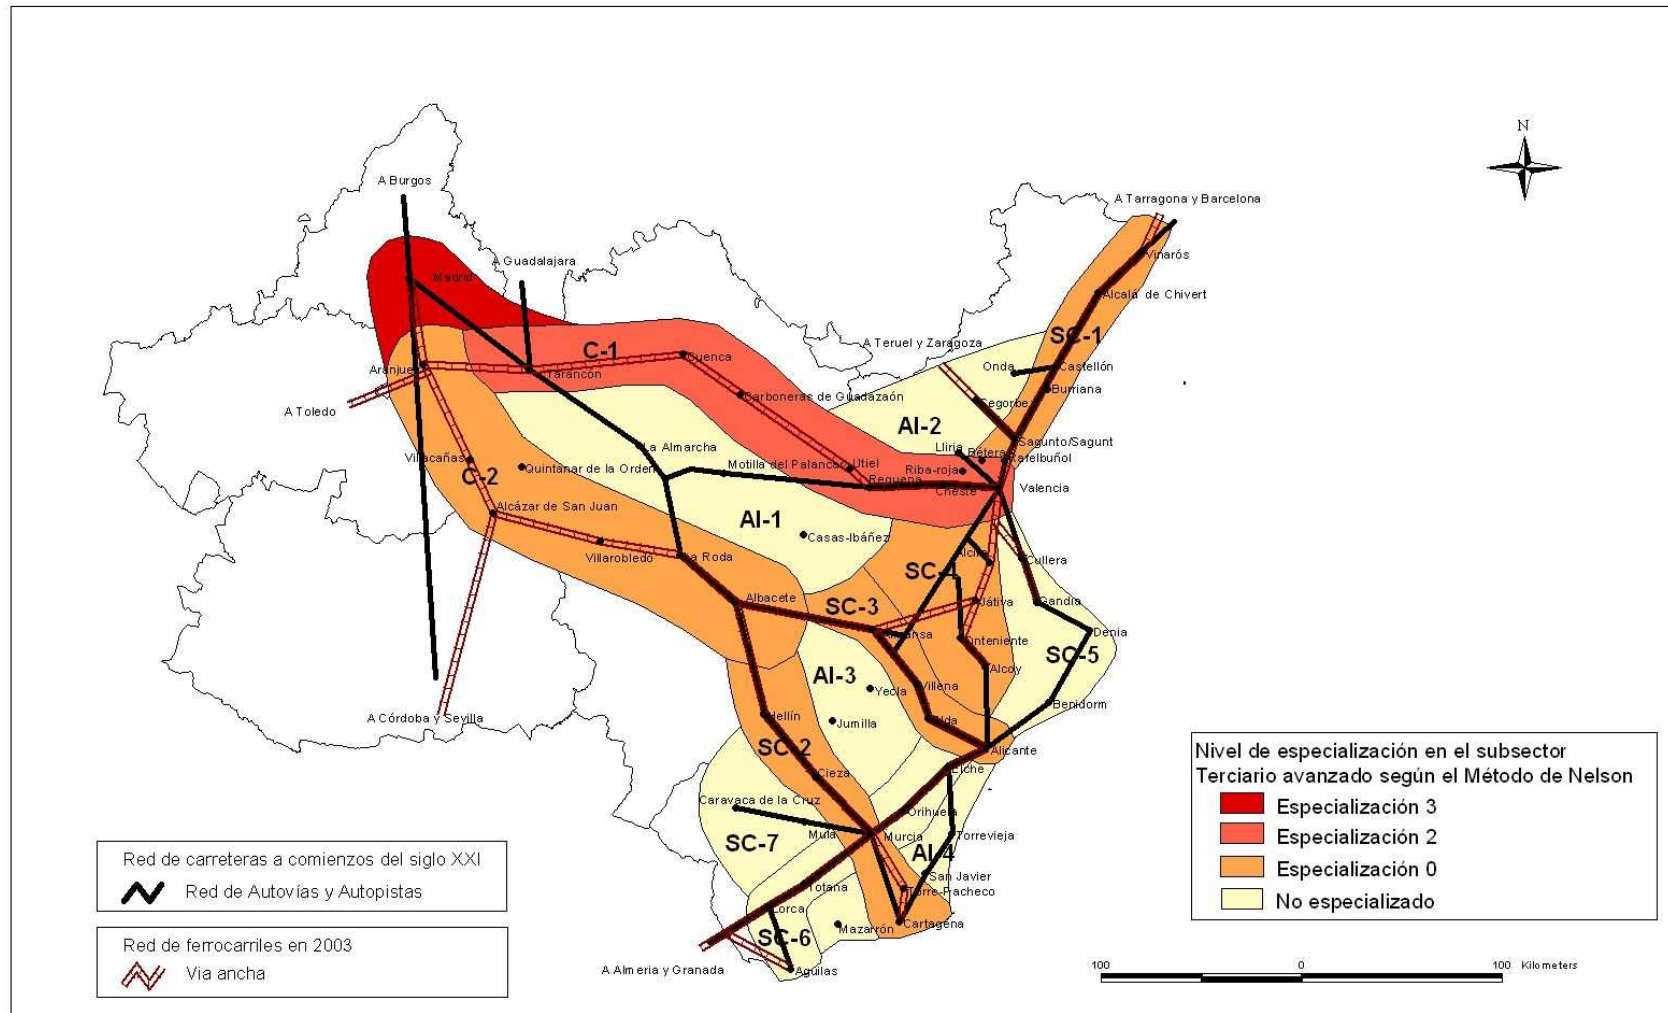 N
A Burgos
A Tarragona y Barcelona
A Guadalajara
Madrid
Vinarós
Alcalá de Chivert
SC-1
A Teruel y Zaragoza
C-1
Cuenca
Onda
Castellón
Aranjuez
Tarancón
Burriana
A Toledo
Carboneras de Guadazaón
Segorbe
AI-2
Sagunto/Sagunt
La Almarcha
Lliria
Bétera
Rafelbuñol
Villacañas
Quintanar de la Orden
Motilla del Palancar
Utiel
Riba-roja
C-2
Requena
Cheste
Valencia
Alcázar de San Juan
AI-1
Casas-Ibáñez
Villarobledo
La Roda
Alcira
Cullera
SC-4
Albacete
SC-3
Játiva
Gandia
Almansa
Onteniente
Denia
SC-5
AI-3
Alcoy
Yecla
Villena
A Córdoba y Sevilla
Hellín
Jumilla
Elda
Benidorm
SC-2
Alicante
Cieza
Elche
Caravaca de la Cruz
Orihuela
Mula
Murcia
Torrevieja
SC-7
AI-4
San Javier
Totana
Torre-Pacheco
Lorca
Mazarrón
Cartagena
SC-6
A Almeria y Granada
Aguilas
Nivel de especialización en el subsector
Terciario avanzado según el Método de Nelson
Especialización 3
Especialización 2
Especialización 0
No especializado
Red de carreteras a comienzos del siglo XXI
Red de Autovías y Autopistas
Red de ferrocarriles en 2003
Via ancha
100 0 100 Kilometers